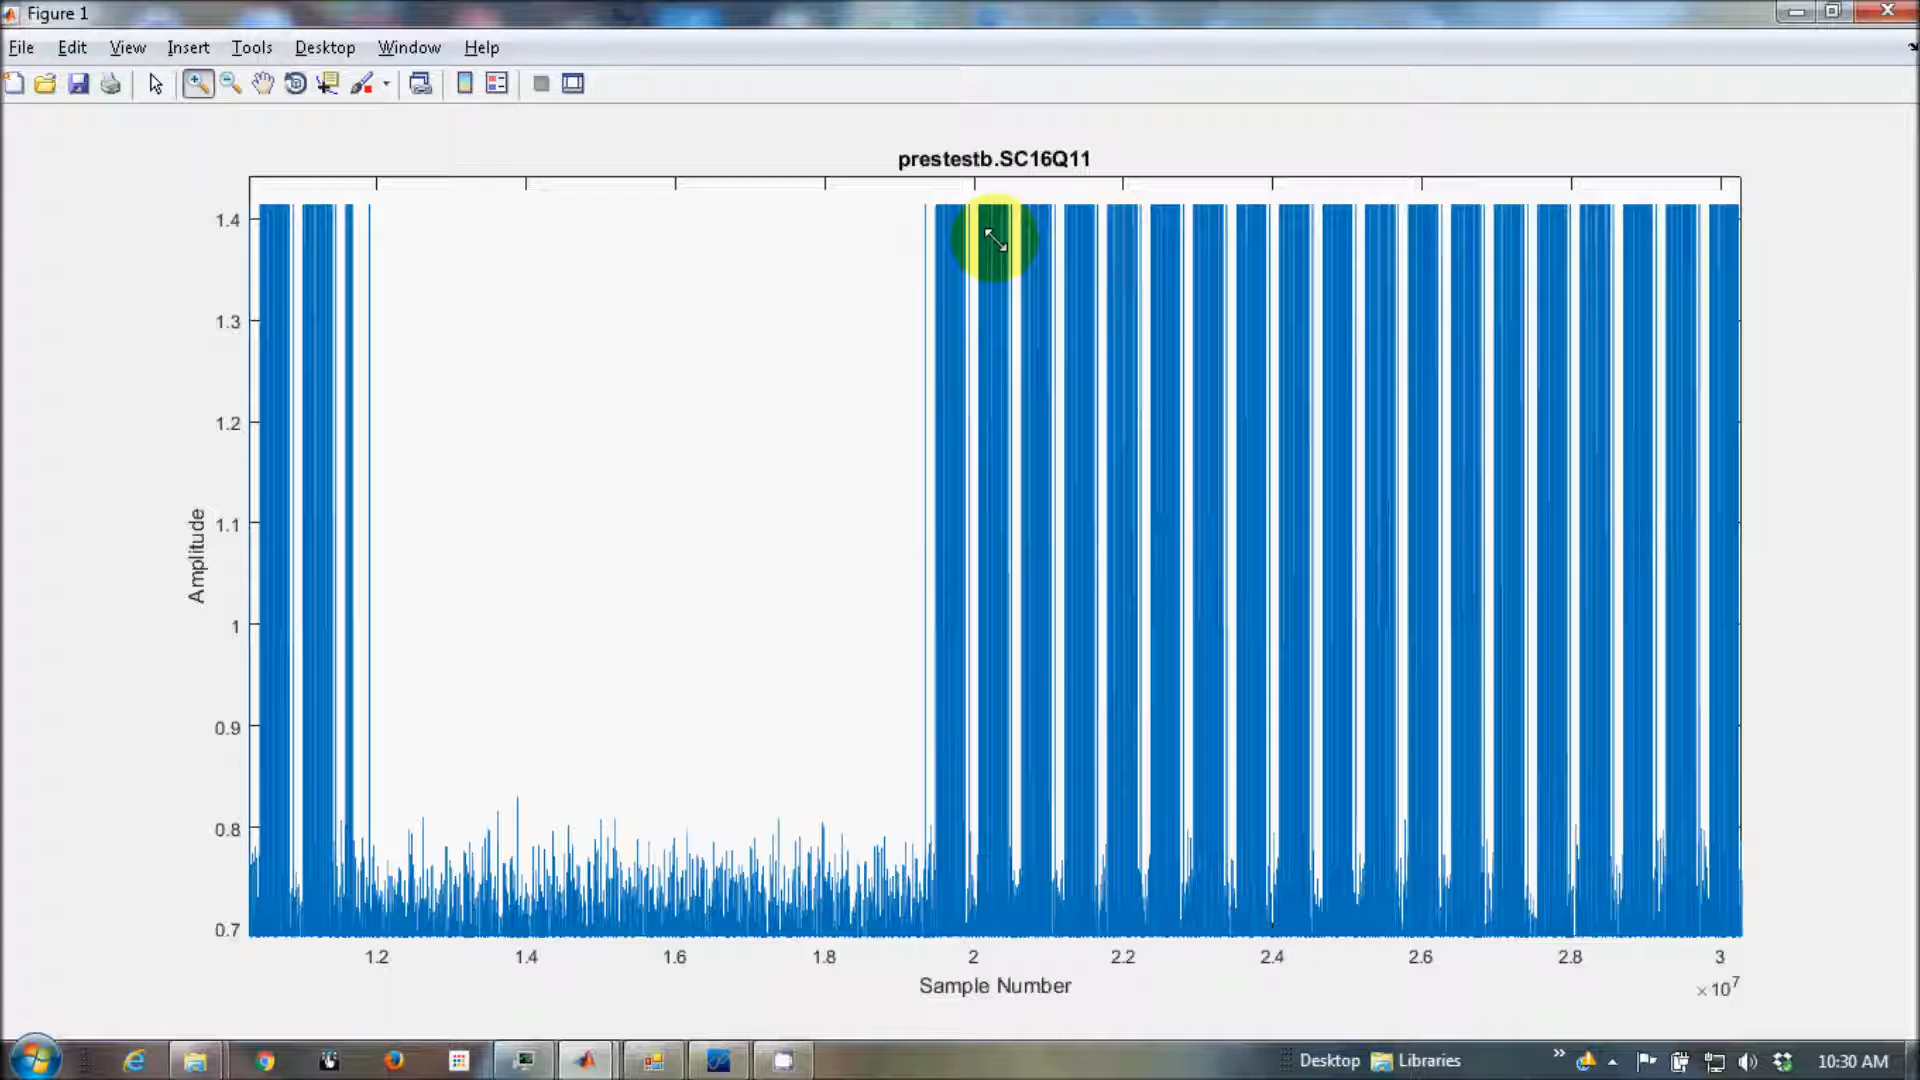 Figure 1
File Edit View Insert Tools Desktop Window Help
prestestb.SC16Q11
1.4
1.3
1.2
1.1
1
0.9
0.8
0.7
Amplitude
1.2 1.4 1.6 1.8 2 2.2 2.4 2.6 2.8 3
Sample Number
×10^7
Desktop Libraries » 10:30 AM